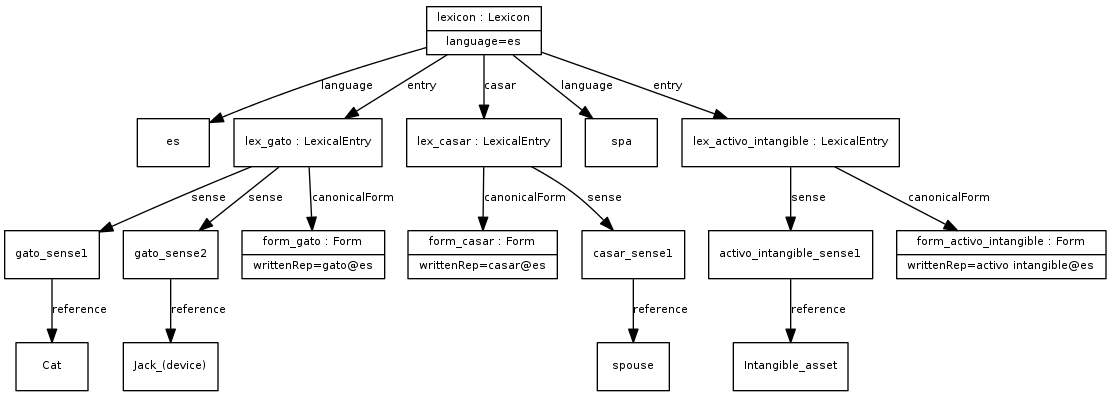 lexicon : Lexicon
language=es
language
entry
casar
language
entry
es
lex_gato : LexicalEntry
lex_casar : LexicalEntry
spa
lex_activo_intangible : LexicalEntry
sense
sense
canonicalForm
canonicalForm
sense
sense
canonicalForm
gato_sense1
gato_sense2
form_gato : Form
writtenRep=gato@es
form_casar : Form
writtenRep=casar@es
casar_sense1
activo_intangible_sense1
form_activo_intangible : Form
writtenRep=activo intangible@es
reference
reference
reference
reference
Cat
Jack_(device)
spouse
Intangible_asset